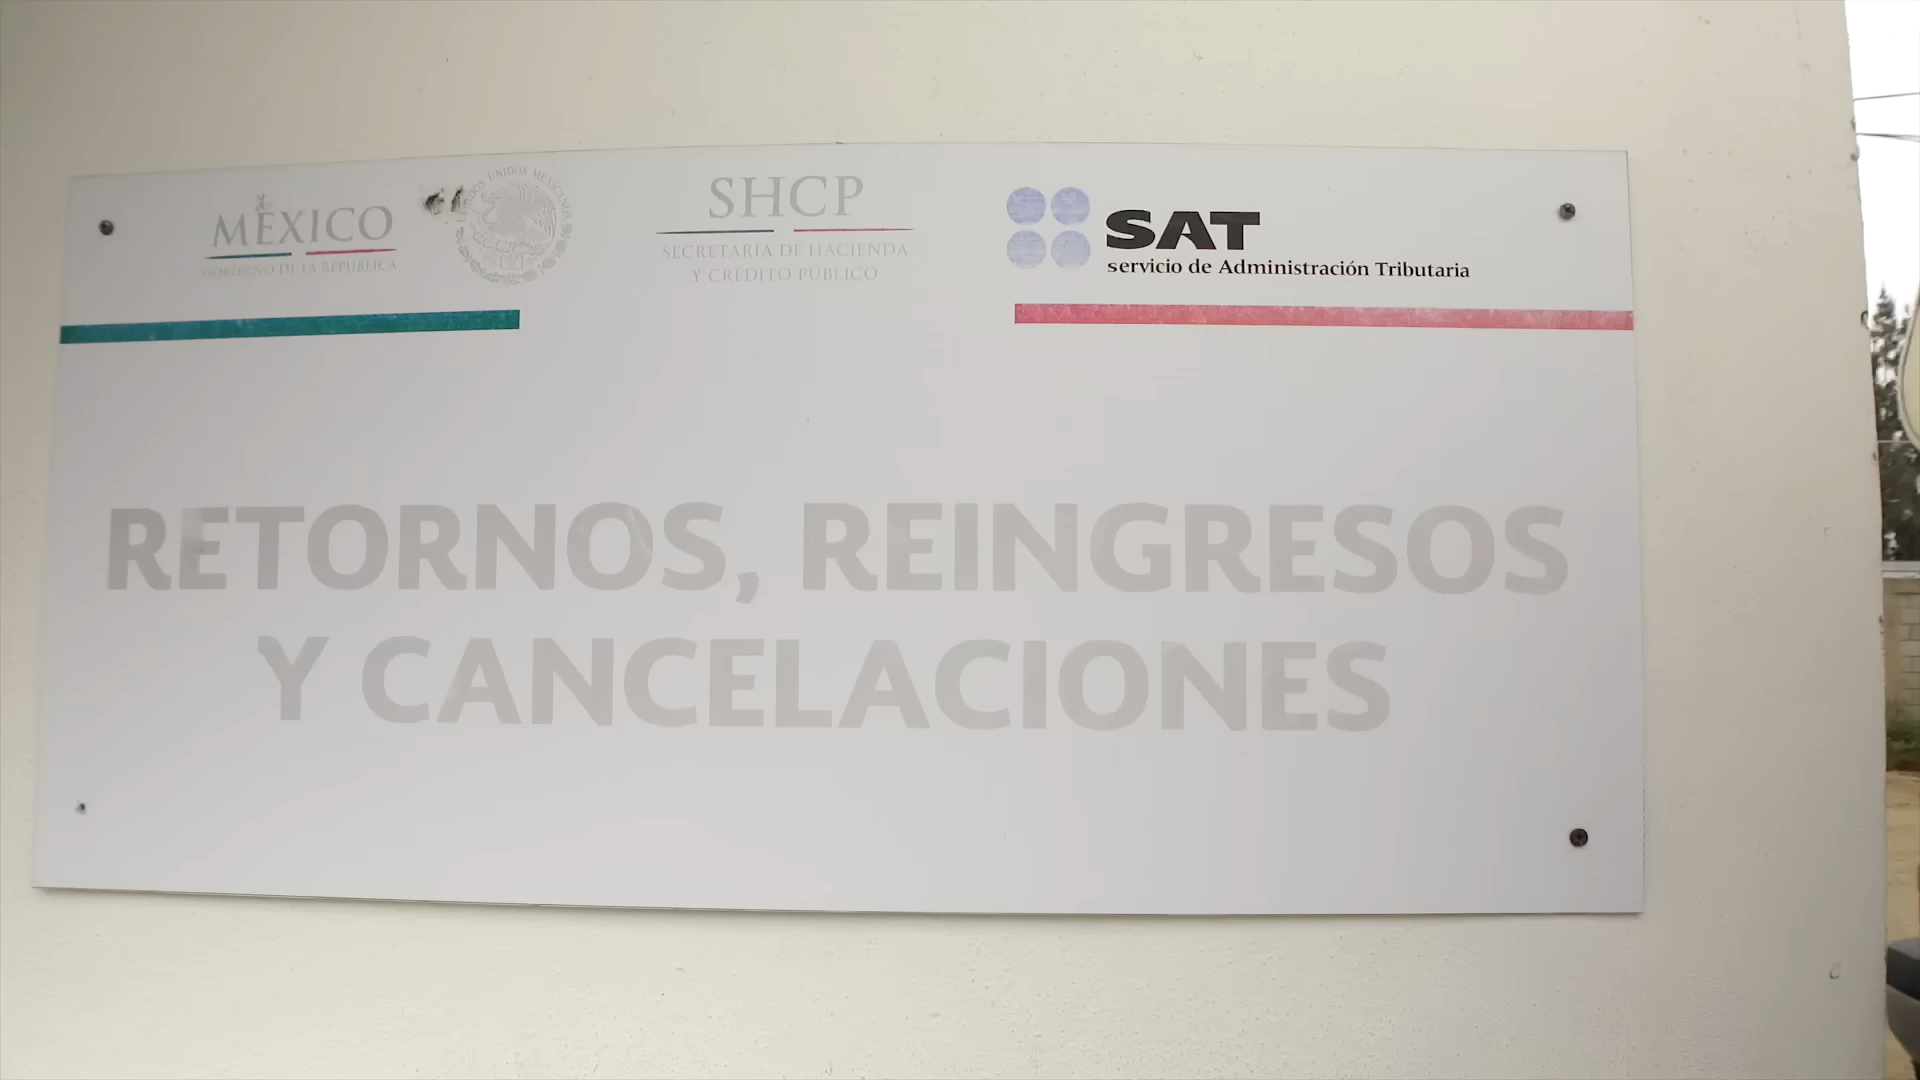 MÉXICO
GOBIERNO DE LA REPÚBLICA
UNIDOS MEXICANOS
SHCP
SECRETARÍA DE HACIENDA
Y CRÉDITO PÚBLICO
SAT
servicio de Administración Tributaria
RETORNOS, REINGRESOS
Y CANCELACIONES